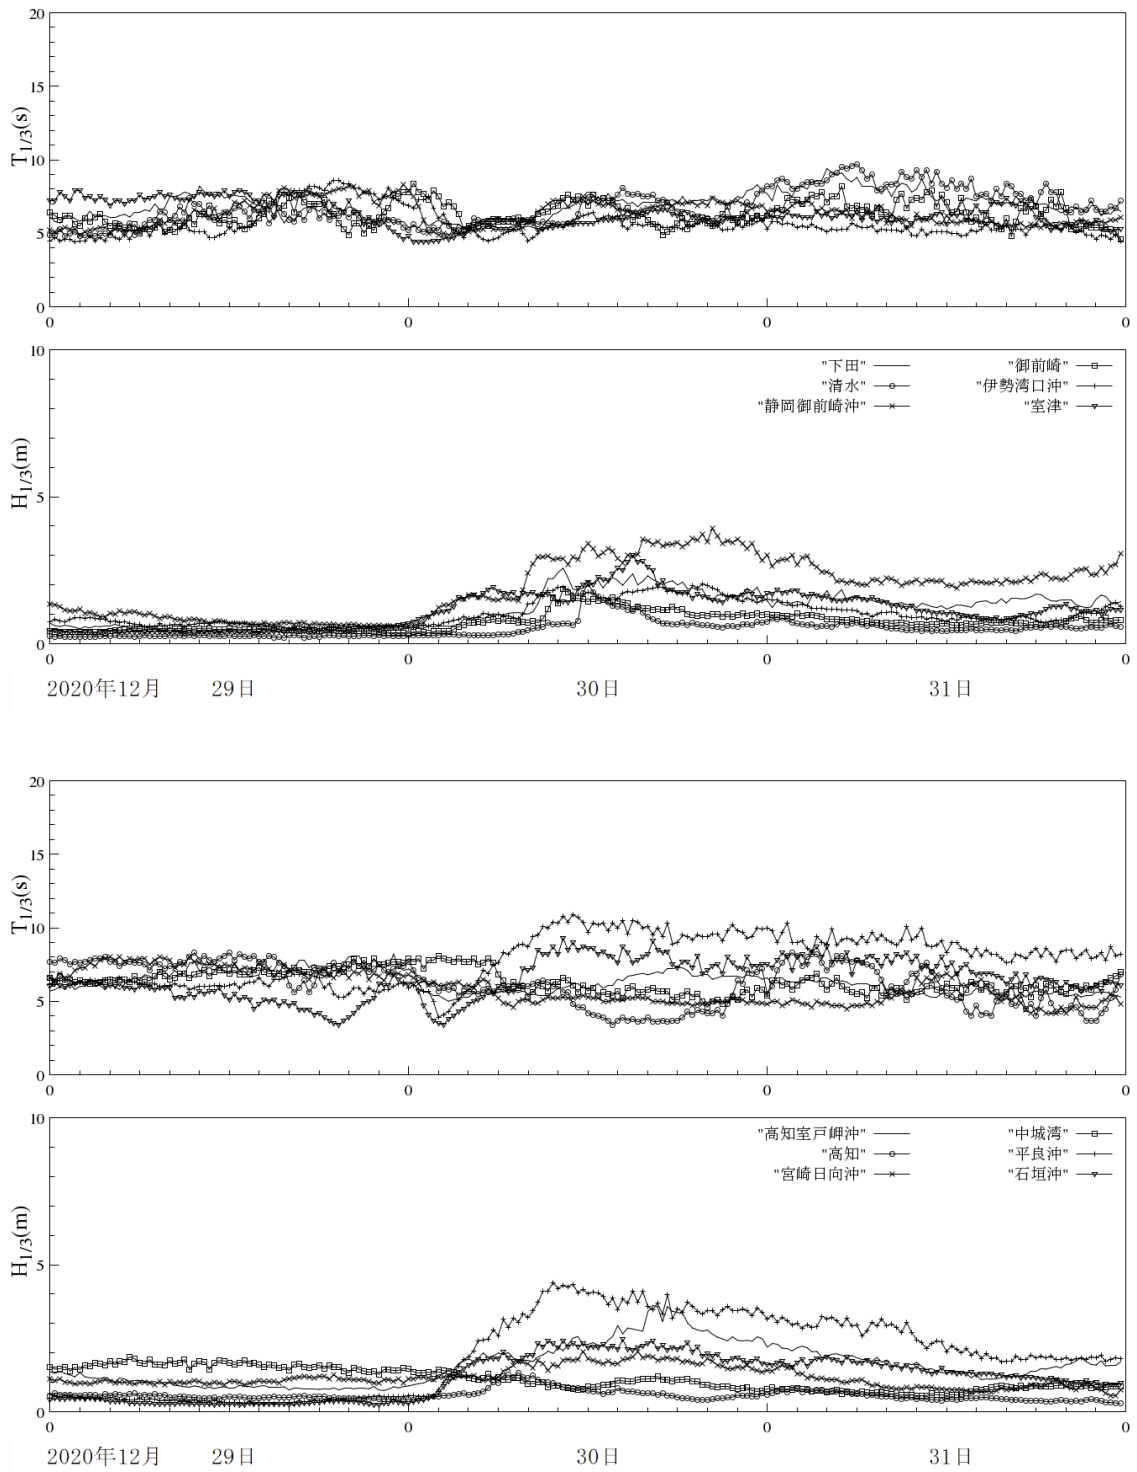 20
15
10
5
0
T1/3(s)
0 0 0 0
10
5
0
H1/3(m)
"下田" "御前崎"
"清水" "伊勢湾口沖"
"静岡御前崎沖" "室津"
0 0 0 0
2020年12月 29日 30日 31日
20
15
10
5
0
T1/3(s)
0 0 0 0
10
5
0
H1/3(m)
"高知室戸岬沖" "中城湾"
"高知" "平良沖"
"宮崎日向沖" "石垣沖"
0 0 0 0
2020年12月 29日 30日 31日